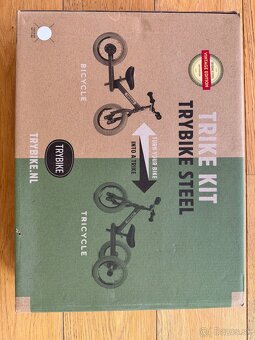 TRIKE KIT
TRYBIKE STEEL
VINTAGE EDITION
TURN YOUR BIKE
INTO A TRIKE
BICYCLE
TRICYCLE
TRYBIKE
TRYBIKE.NL